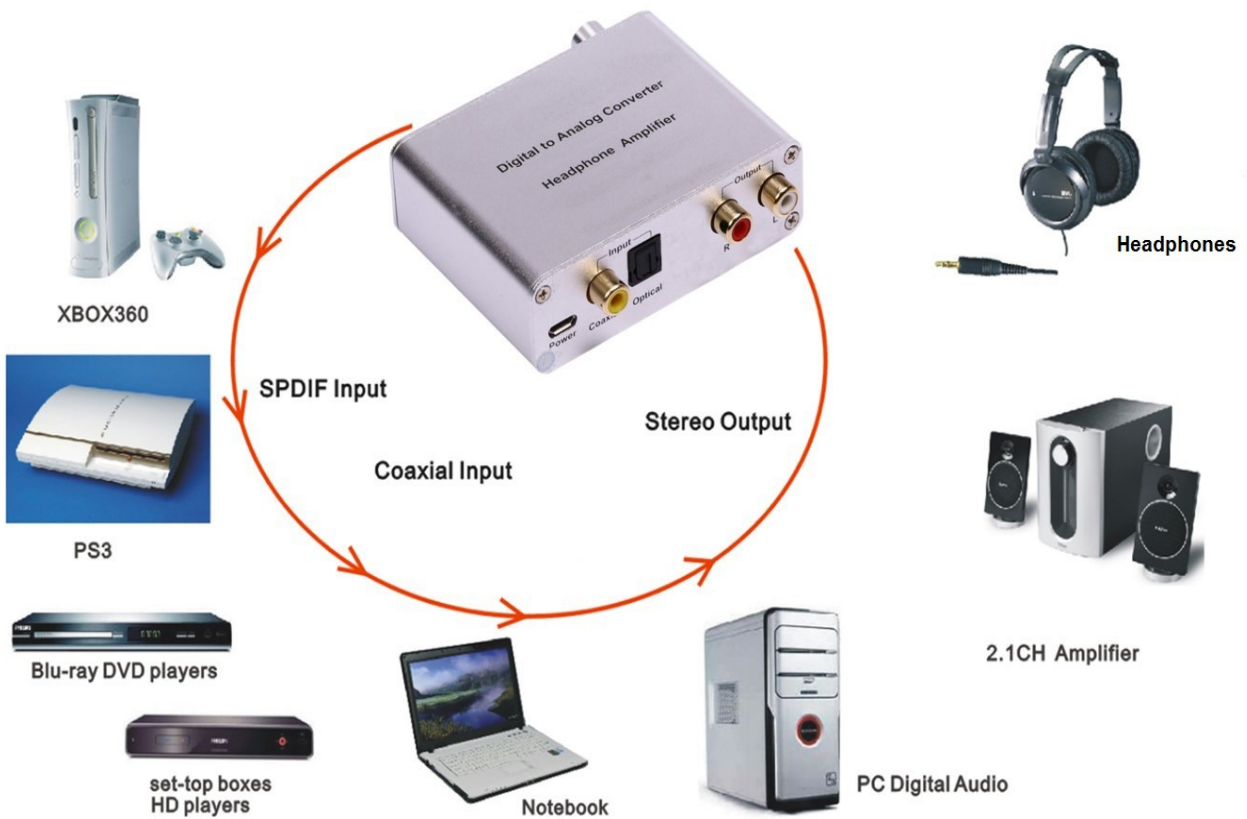 Digital to Analog Converter
Headphone Amplifier
Output
R
L
Input
Optical
Power
Headphones
XBOX360
SPDIF Input
Stereo Output
Coaxial Input
PS3
2.1CH Amplifier
Blu-ray DVD players
set-top boxes
HD players
Notebook
PC Digital Audio